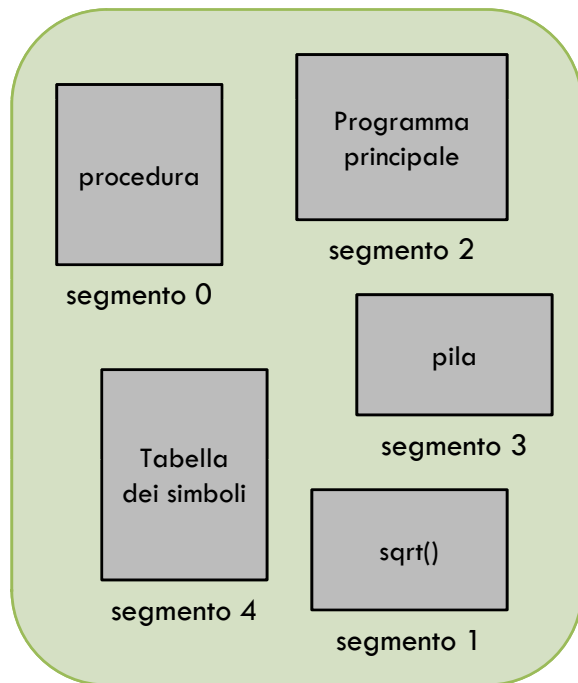 procedura
segmento 0
Programma
principale
segmento 2
pila
segmento 3
Tabella
dei simboli
segmento 4
sqrt()
segmento 1